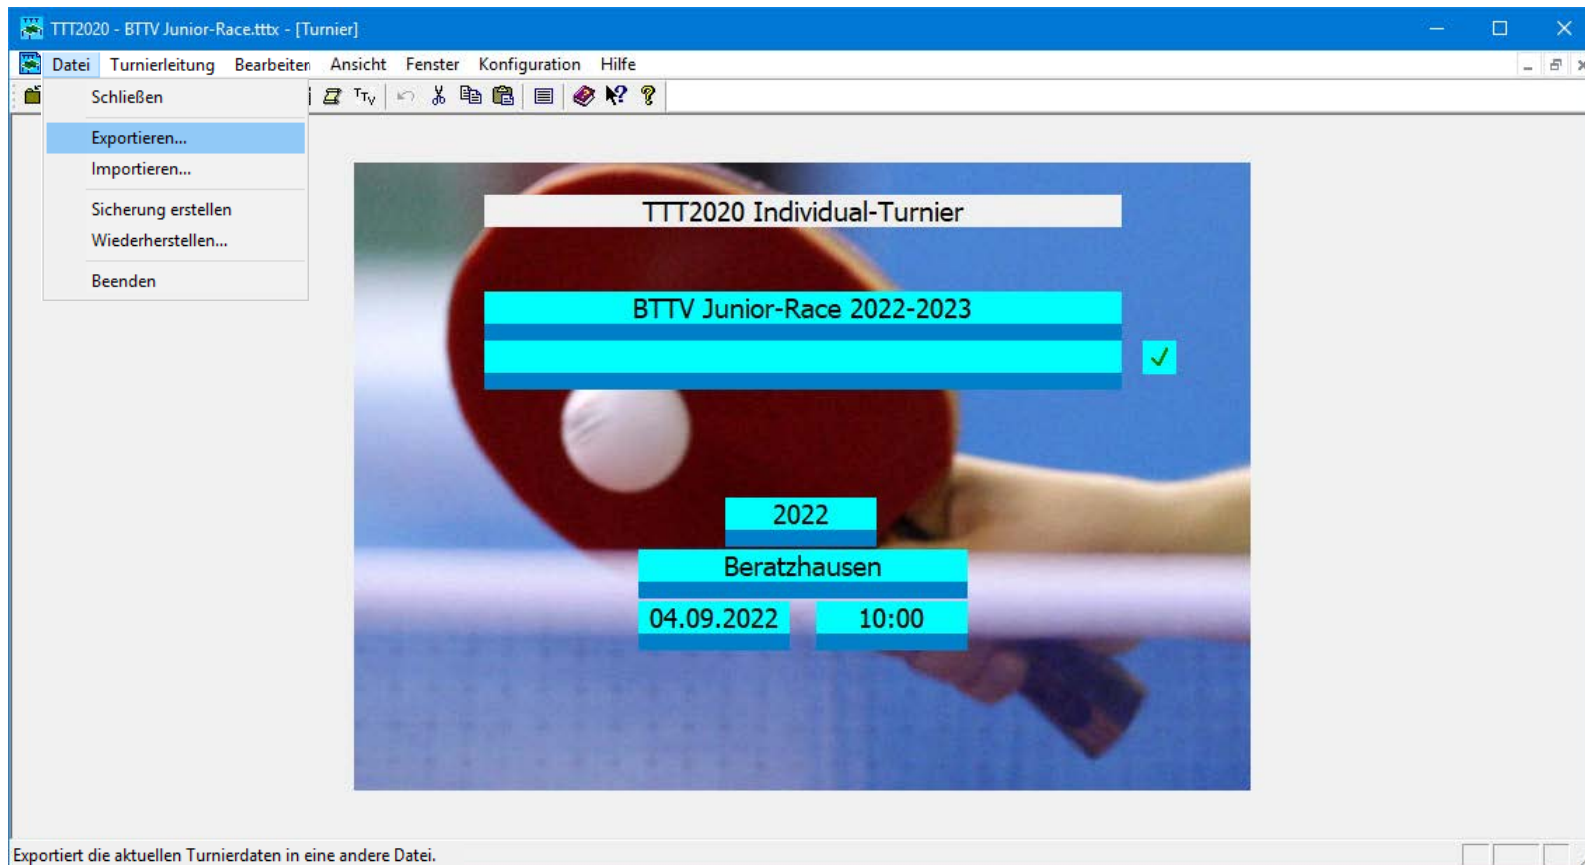 TTT2020 - BTTV Junior-Race.tttx - [Turnier]
Datei Turnierleitung Bearbeiten Ansicht Fenster Konfiguration Hilfe
Schließen
Exportieren...
Importieren...
Sicherung erstellen
Wiederherstellen...
Beenden
TTT2020 Individual-Turnier
BTTV Junior-Race 2022-2023
2022
Beratzhausen
04.09.2022 10:00
Exportiert die aktuellen Turnierdaten in eine andere Datei.